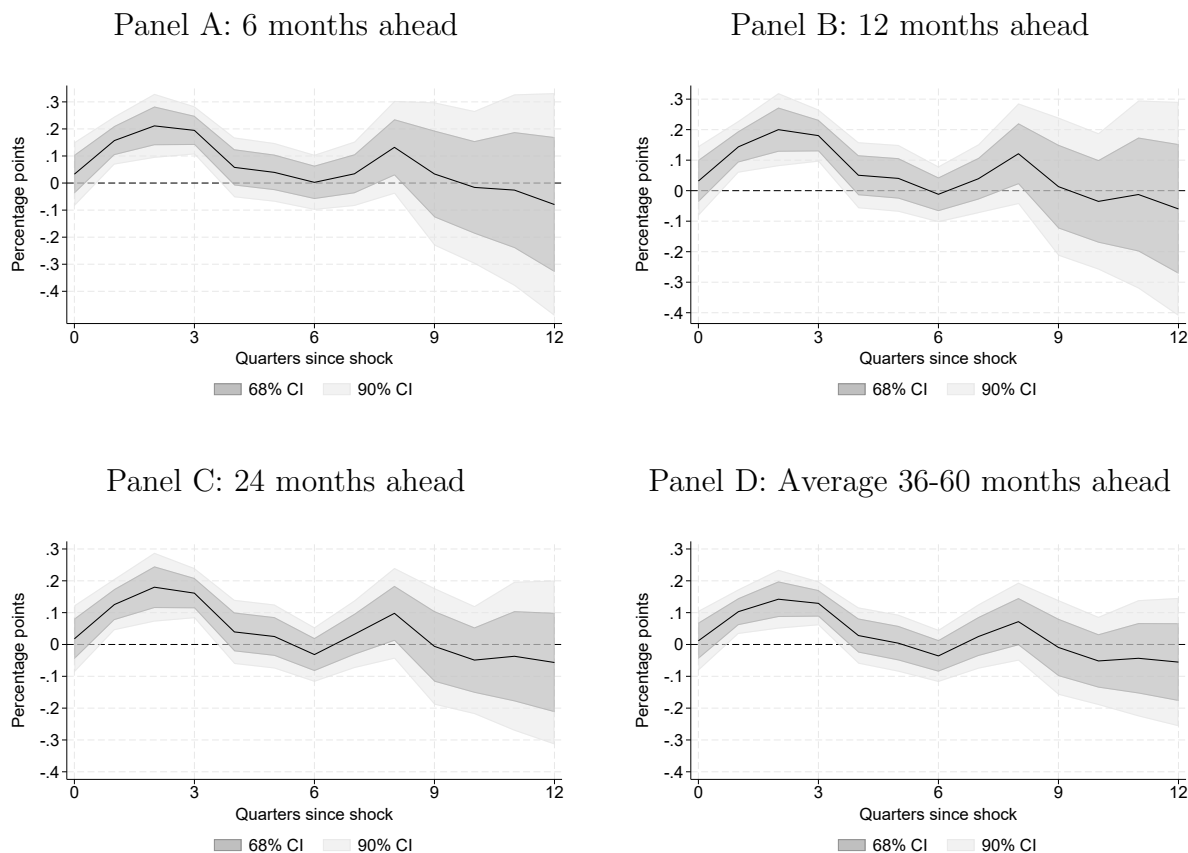 Panel A: 6 months ahead
Percentage points
.3
.2
.1
0
-.1
-.2
-.3
-.4
0 3 6 9 12
Quarters since shock
68% CI 90% CI
Panel B: 12 months ahead
Percentage points
.3
.2
.1
0
-.1
-.2
-.3
-.4
0 3 6 9 12
Quarters since shock
68% CI 90% CI
Panel C: 24 months ahead
Percentage points
.3
.2
.1
0
-.1
-.2
-.3
-.4
0 3 6 9 12
Quarters since shock
68% CI 90% CI
Panel D: Average 36-60 months ahead
Percentage points
.3
.2
.1
0
-.1
-.2
-.3
-.4
0 3 6 9 12
Quarters since shock
68% CI 90% CI